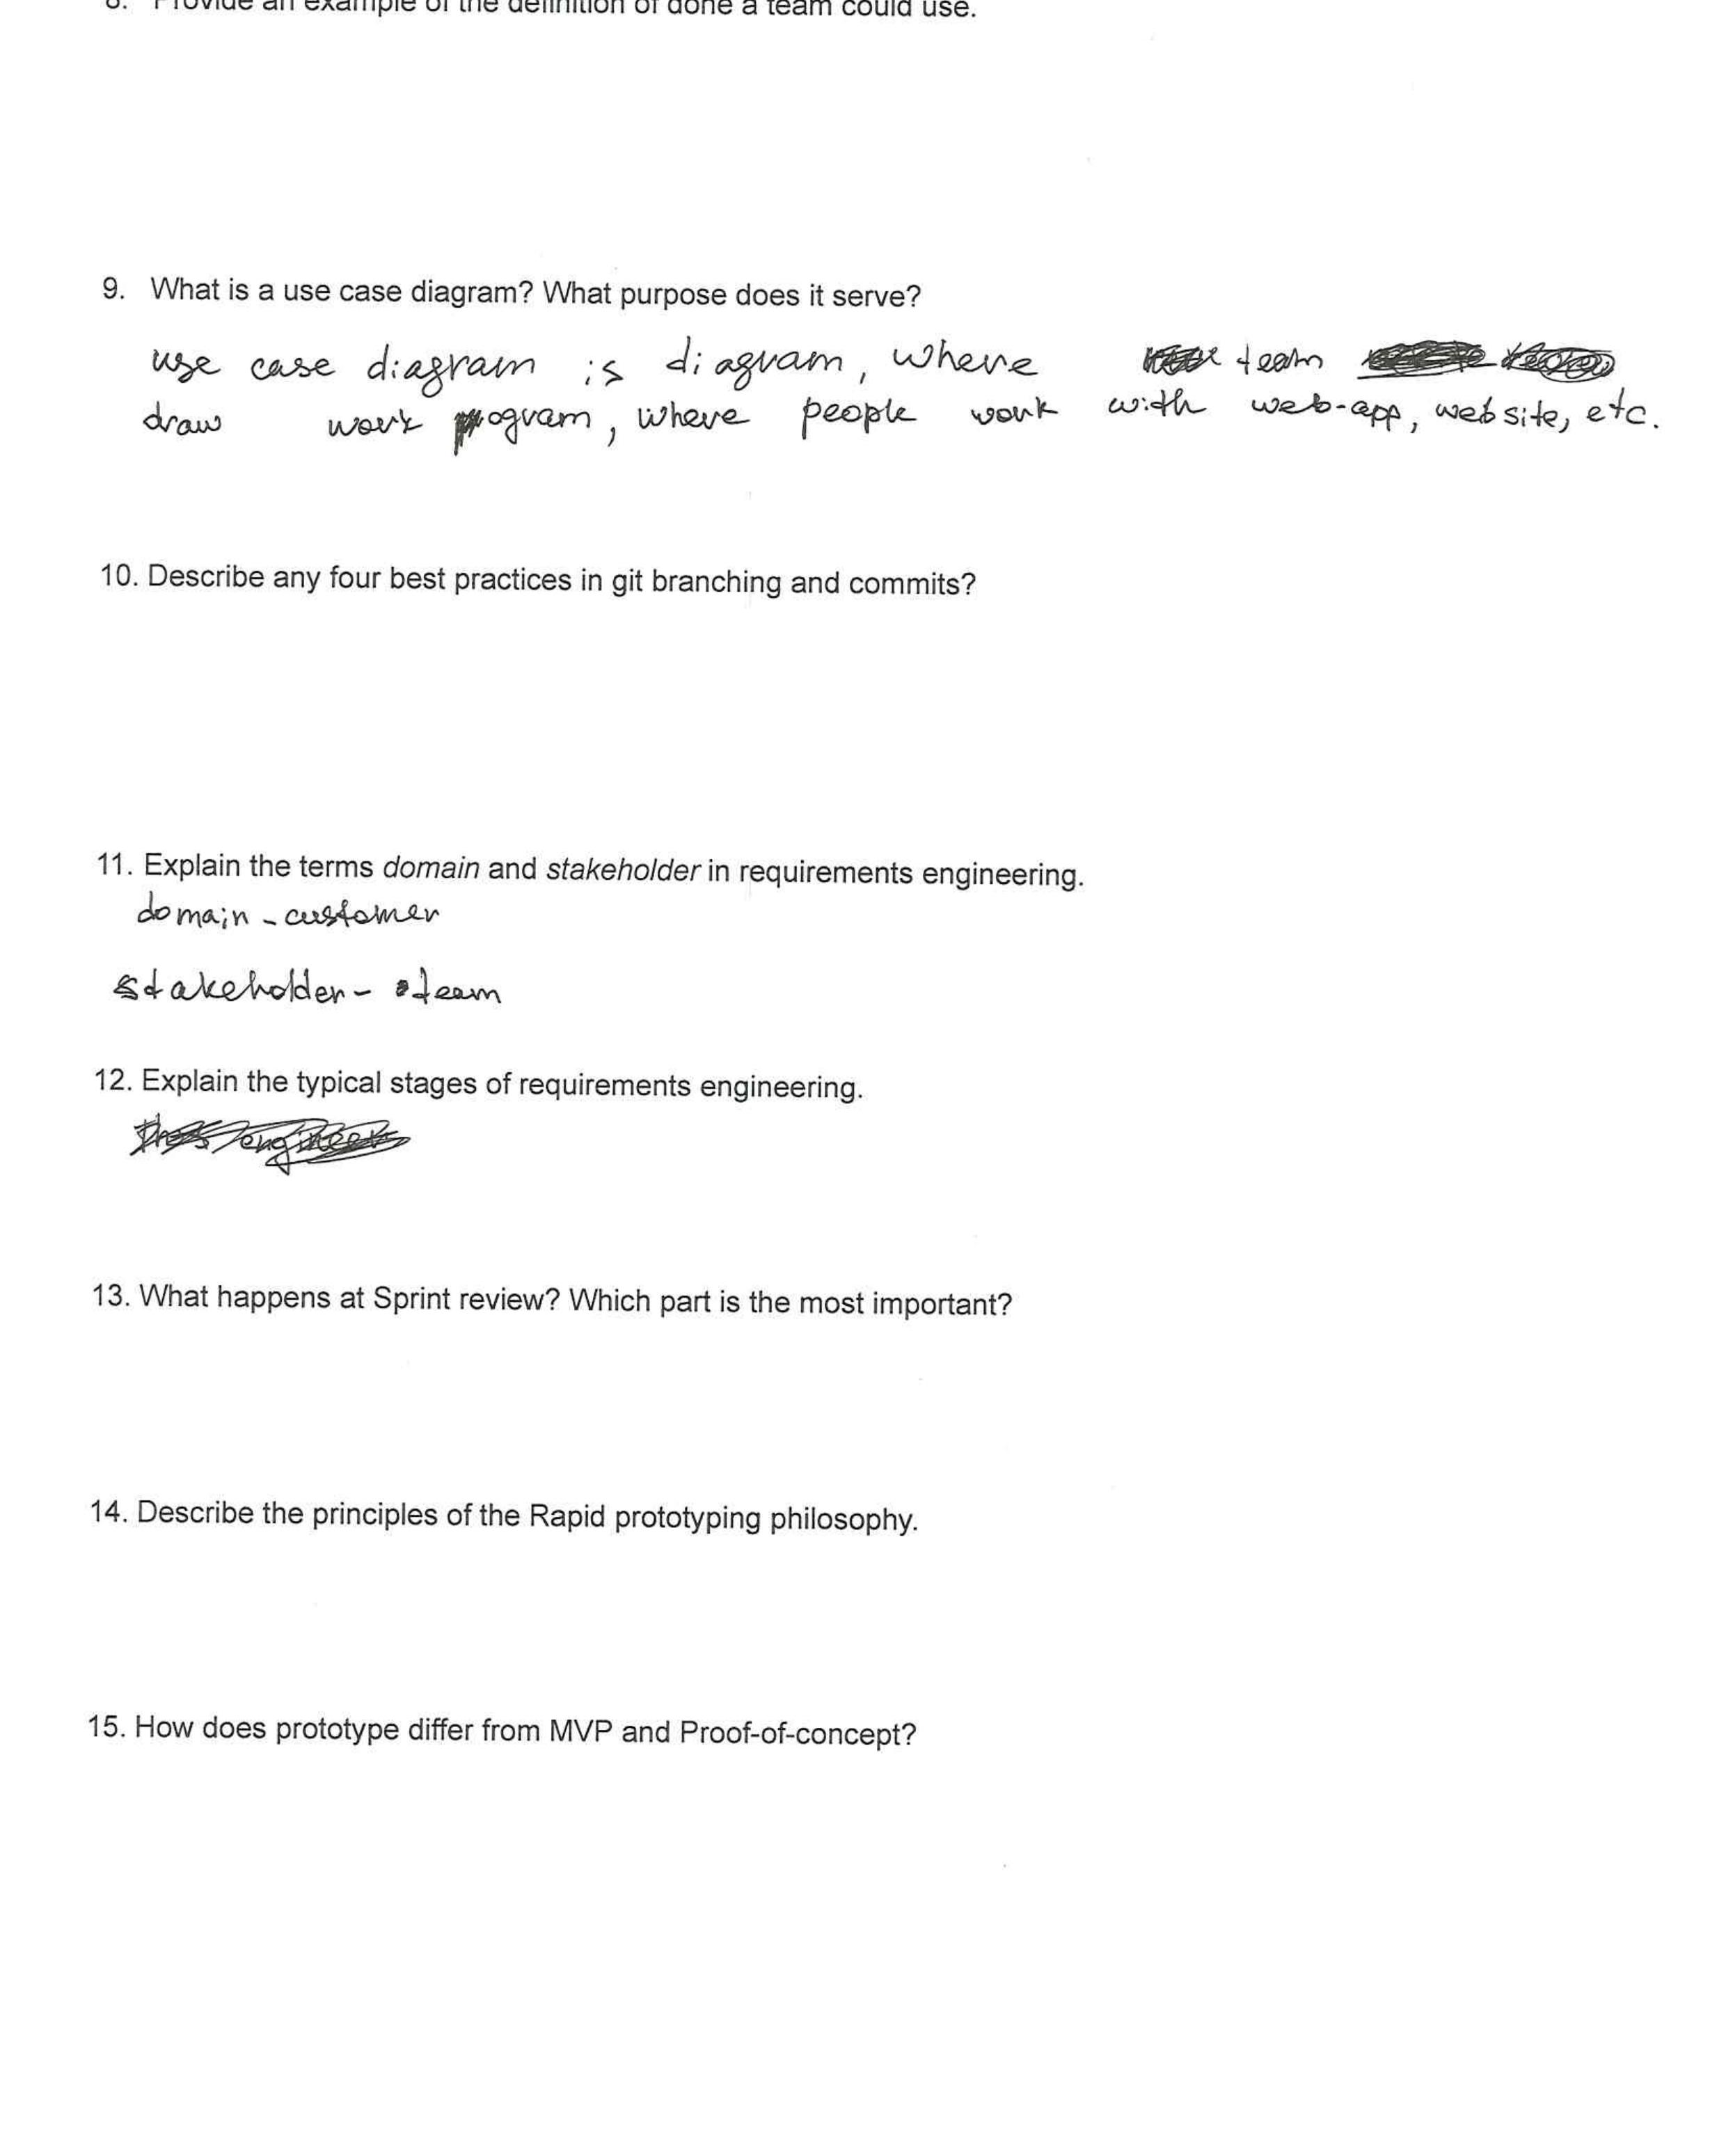 8. Provide an example of the definition of done a team could use.
9. What is a use case diagram? What purpose does it serve?
use case diagram is diagram, where team
draw work program, where people work with web-app, website, etc.
10. Describe any four best practices in git branching and commits?
11. Explain the terms domain and stakeholder in requirements engineering.
domain - customer
stakeholder - team
12. Explain the typical stages of requirements engineering.
13. What happens at Sprint review? Which part is the most important?
14. Describe the principles of the Rapid prototyping philosophy.
15. How does prototype differ from MVP and Proof-of-concept?